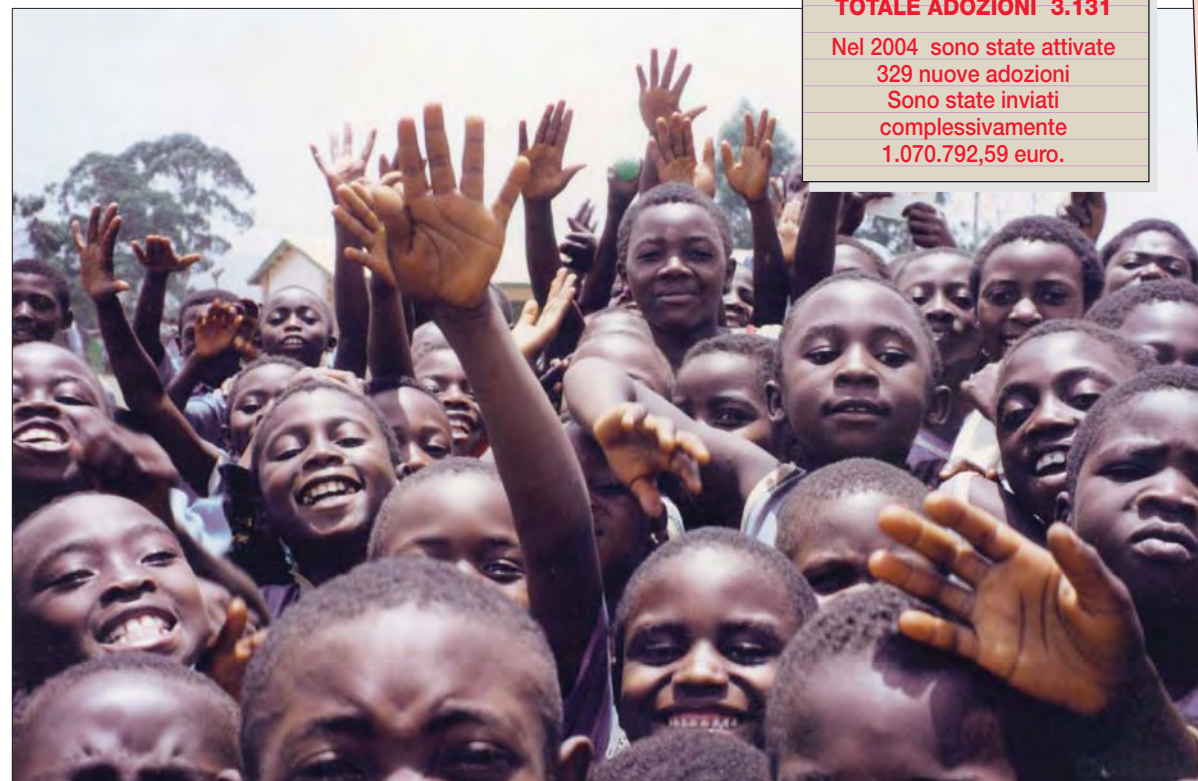 TOTALE ADOZIONI 3.131
Nel 2004 sono state attivate
329 nuove adozioni
Sono state inviati
complessivamente
1.070.792,59 euro.